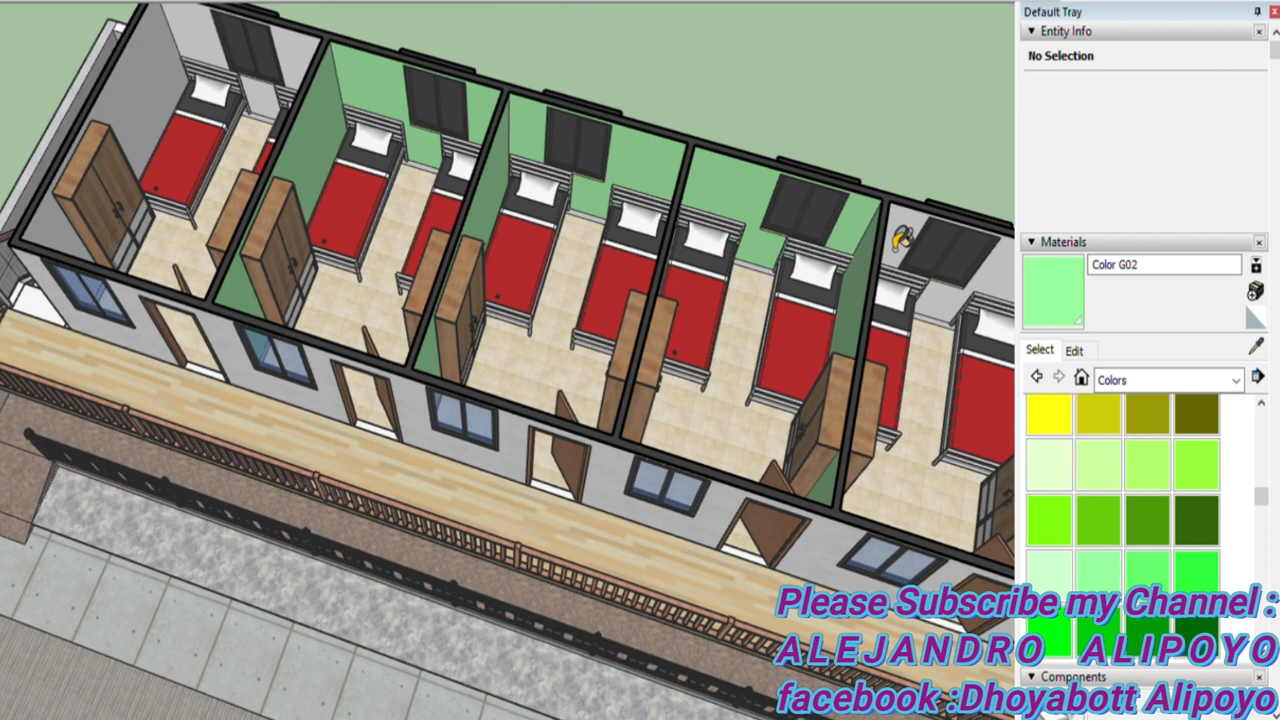 Default Tray
Entity Info
No Selection
Materials
Color G02
Select Edit
Colors
Please Subscribe my Channel :
ALEJANDRO ALIPOYO
Components
facebook :Dhoyabott Alipoyo